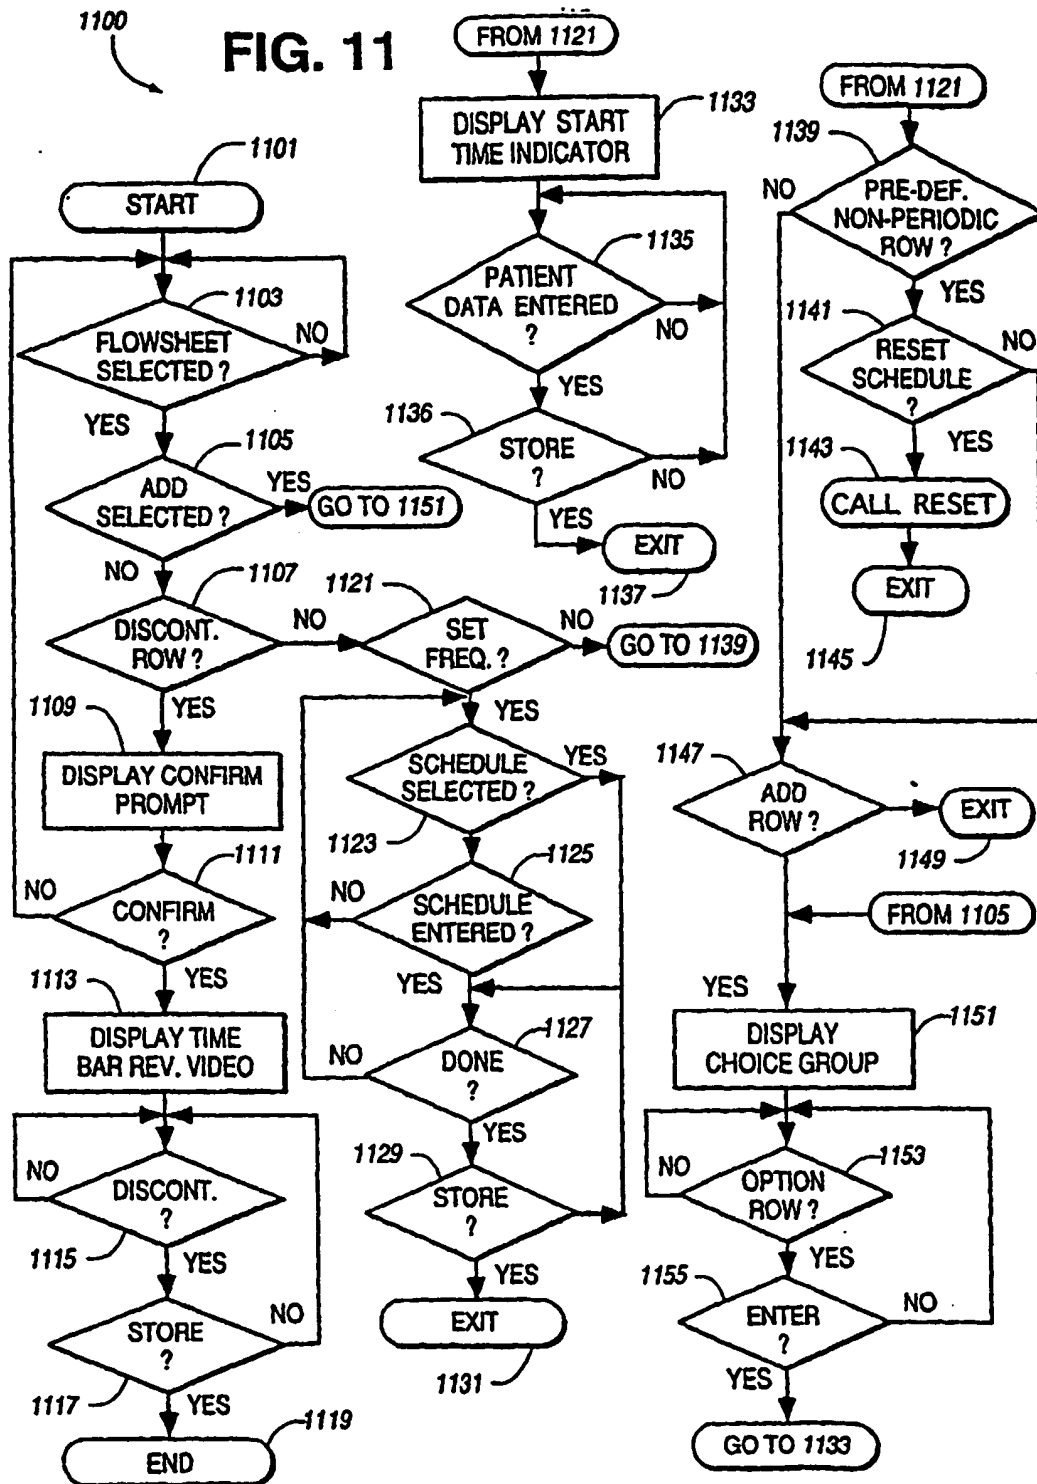 1100
FIG. 11
1101
START
1103
FLOWSHEET
SELECTED ?
NO
YES
1105
ADD
SELECTED ?
YES
GO TO 1151
NO
1107
DISCONT.
ROW ?
NO
YES
1109
DISPLAY CONFIRM
PROMPT
1111
NO
CONFIRM
?
YES
1113
DISPLAY TIME
BAR REV. VIDEO
NO
DISCONT.
?
1115
YES
STORE
?
NO
1117
YES
1119
END
FROM 1121
1133
DISPLAY START
TIME INDICATOR
1135
PATIENT
DATA ENTERED
?
NO
YES
1136
STORE
?
NO
YES
EXIT
1137
1121
SET
FREQ. ?
NO
GO TO 1139
YES
SCHEDULE
SELECTED ?
YES
1123
1125
NO
SCHEDULE
ENTERED ?
YES
1127
NO
DONE
?
YES
1129
STORE
?
YES
EXIT
1131
FROM 1121
1139
NO
PRE-DEF.
NON-PERIODIC
ROW ?
YES
1141
NO
RESET
SCHEDULE
?
YES
1143
CALL RESET
EXIT
1145
1147
ADD
ROW ?
EXIT
1149
FROM 1105
YES
1151
DISPLAY
CHOICE GROUP
1153
NO
OPTION
ROW ?
YES
1155
ENTER
?
NO
YES
GO TO 1133